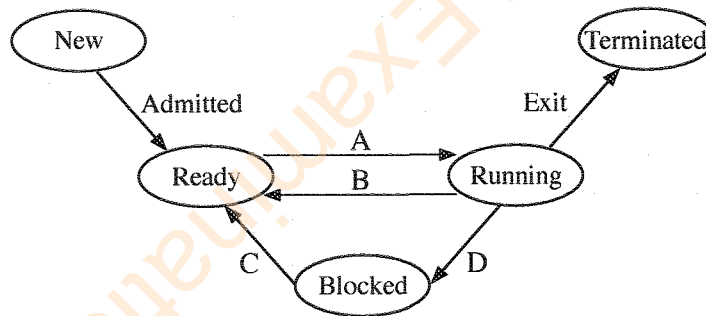 New
Terminated
Admitted
Exit
A
Ready
B
Running
C
D
Blocked